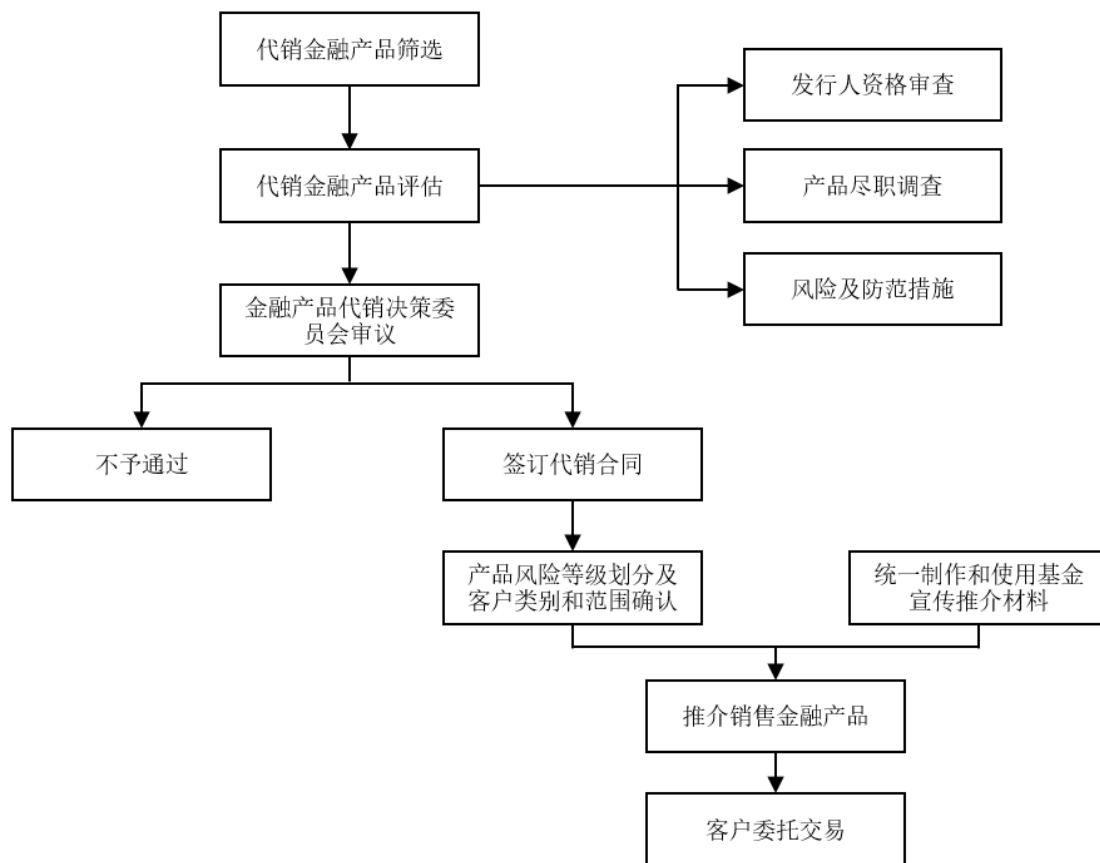 代销金融产品筛选
发行人资格审查
代销金融产品评估
产品尽职调查
风险及防范措施
金融产品代销决策委
员会审议
不予通过
签订代销合同
产品风险等级划分及
客户类别和范围确认
统一制作和使用基金
宣传推介材料
推介销售金融产品
客户委托交易